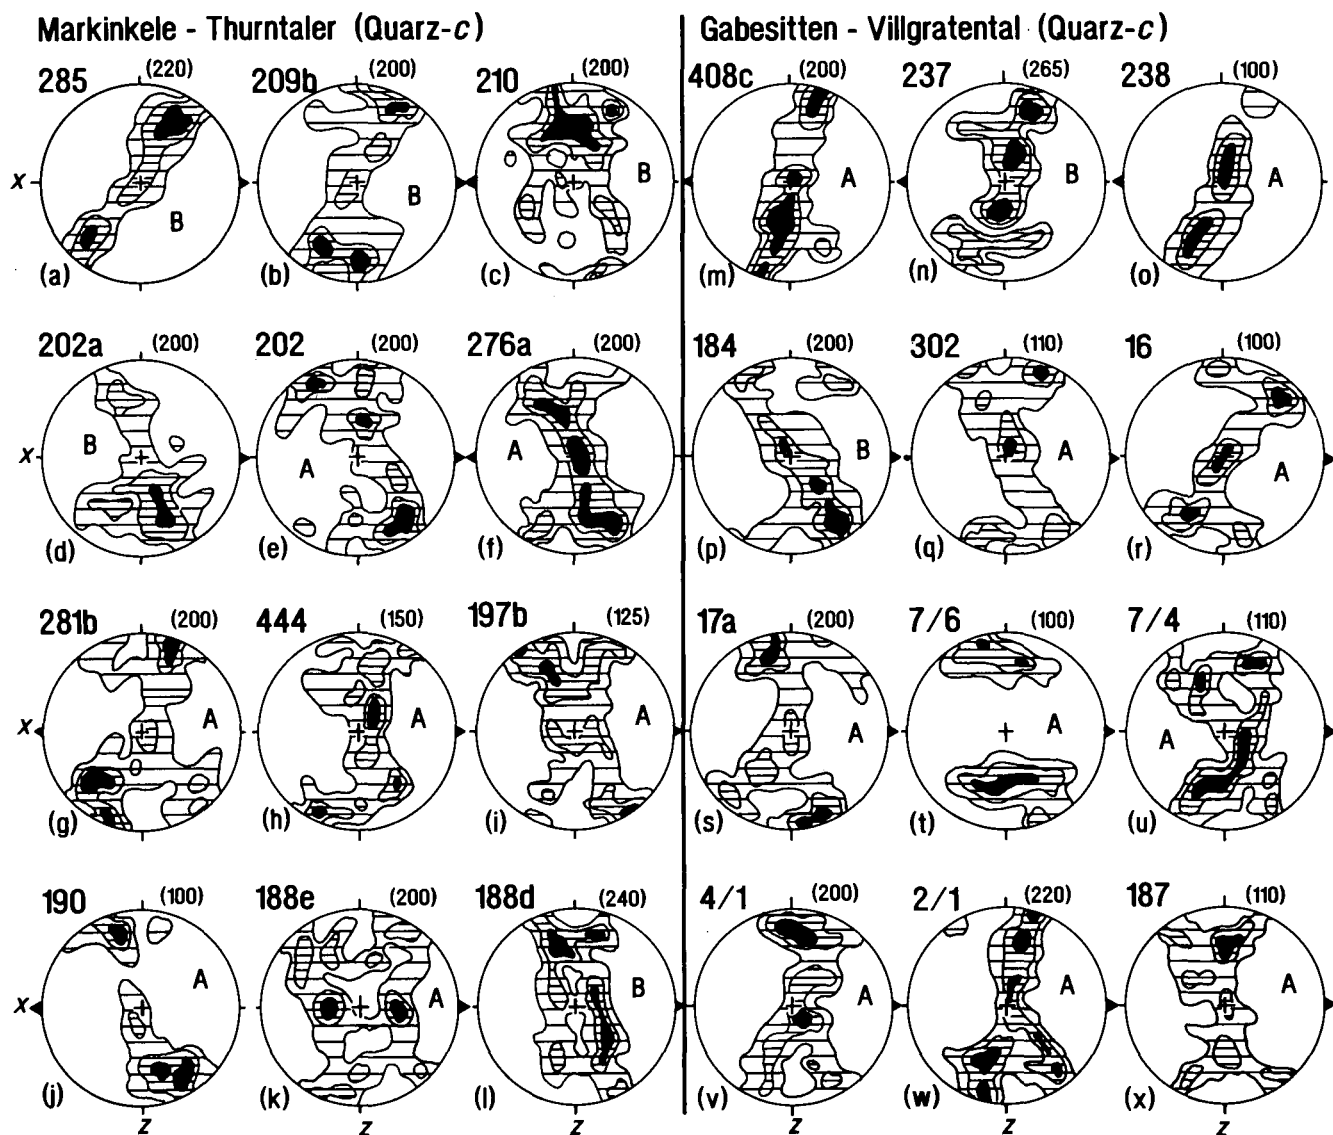 Markinkele - Thurntaler (Quarz-c)
Gabesitten - Villgratental (Quarz-c)
285 (220) 209b (200) 210 (200) 408c (200) 237 (265) 238 (100)
X B B B A B A
(a) (b) (c) (m) (n) (o)
202a (200) 202 (200) 276a (200) 184 (200) 302 (110) 16 (100)
X B A A B A A
(d) (e) (f) (p) (q) (r)
281b (200) 444 (150) 197b (125) 17a (200) 7/6 (100) 7/4 (110)
X A A A A A A
(g) (h) (i) (s) (t) (u)
190 (100) 188e (200) 188d (240) 4/1 (200) 2/1 (220) 187 (110)
X A A B A A A
(j) (k) (l) (v) (w) (x)
z z z z z z